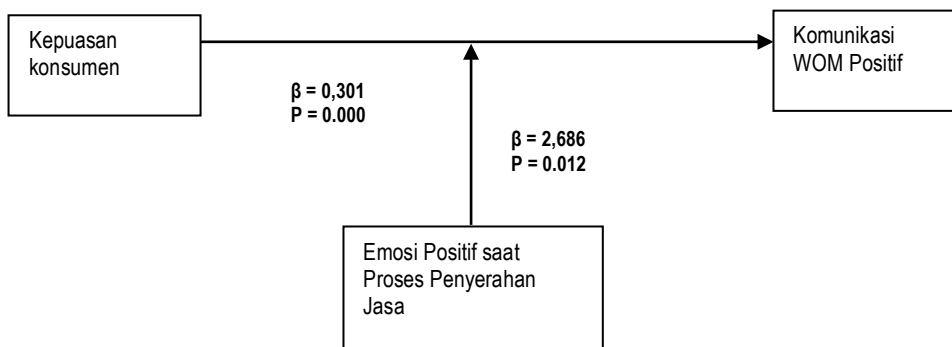 Kepuasan
konsumen
Komunikasi
WOM Positif
β = 0,301
P = 0.000
β = 2,686
P = 0.012
Emosi Positif saat
Proses Penyerahan
Jasa